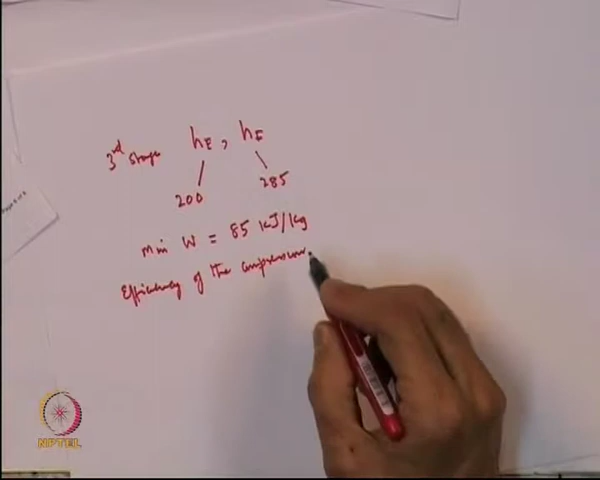 3rd stage hE, hF
200 285
Min W = 85 kJ/kg
Efficiency of the compressor
NPTEL